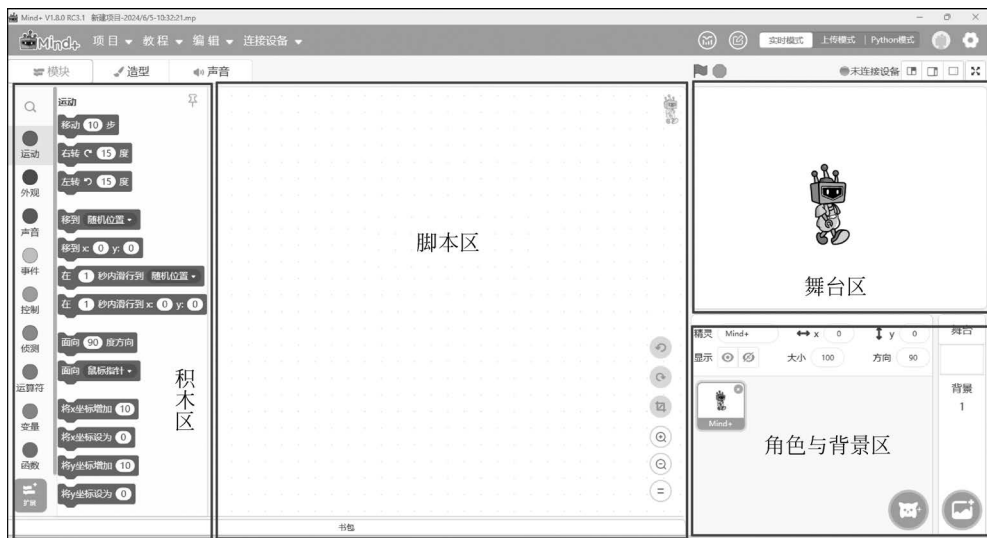 Mind+ V1.8.0 RC3.1 新建项目-2024/6/5-10:32:21.mp
Mind+ 项目 教程 编辑 连接设备 实时模式 上传模式 | Python模式
模块 造型 声音 未连接设备
运动
外观
声音
事件
控制
侦测
运算符
变量
函数
扩展
运动
移动 10 步
右转 15 度
左转 15 度
移到 随机位置
移到 x: 0 y: 0
在 1 秒内滑行到 随机位置
在 1 秒内滑行到 x: 0 y: 0
面向 90 度方向
面向 鼠标指针
将x坐标增加 10
将x坐标设为 0
将y坐标增加 10
将y坐标设为 0
积木区
脚本区
书包
舞台区
精灵 Mind+ x 0 y 0
显示 大小 100 方向 90
Mind+
角色与背景区
舞台
背景
1